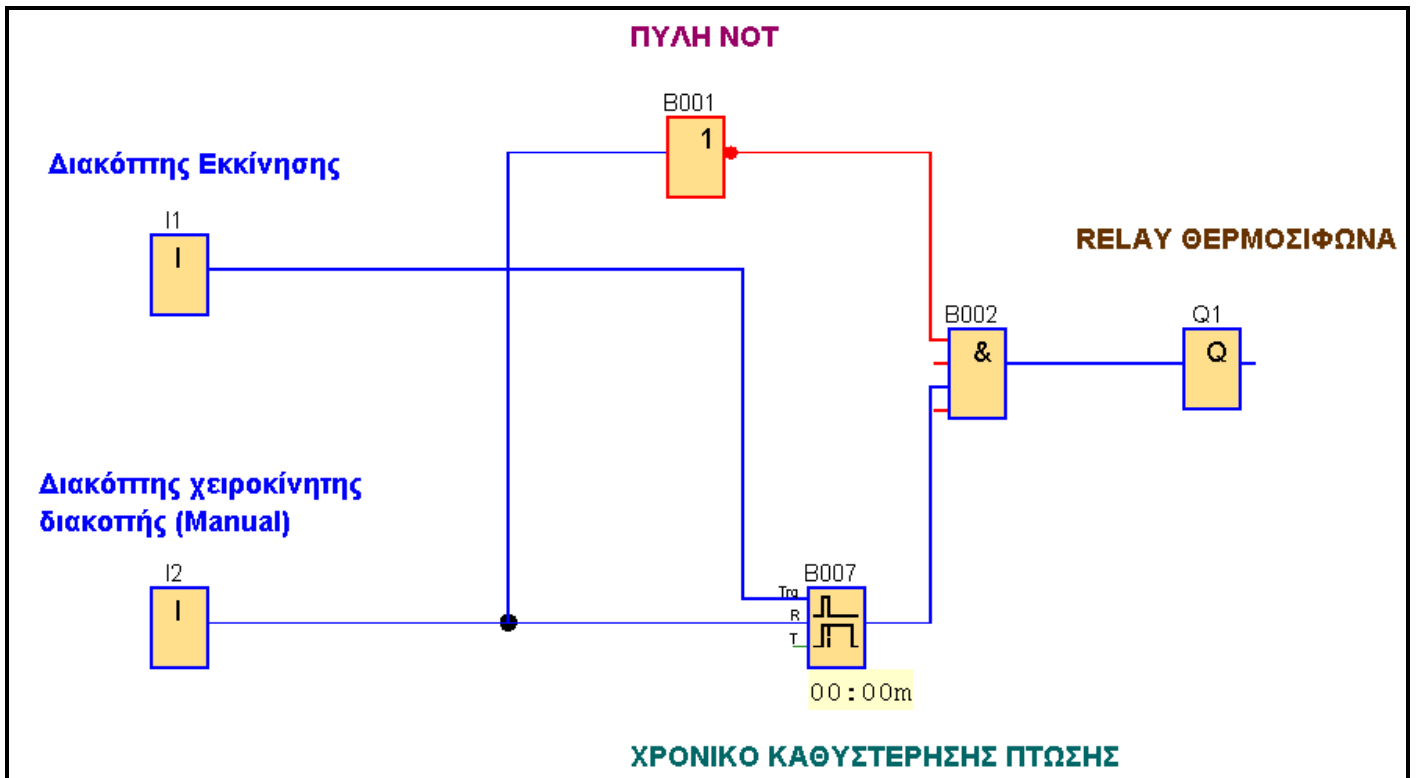 ΠΥΛΗ NOT
B001
1
Διακόπτης Εκκίνησης
I1
I
RELAY ΘΕΡΜΟΣΙΦΩΝΑ
B002
&
Q1
Q
Διακόπτης χειροκίνητης
διακοπής (Manual)
I2
I
B007
Trg
R
T
00:00m
ΧΡΟΝΙΚΟ ΚΑΘΥΣΤΕΡΗΣΗΣ ΠΤΩΣΗΣ